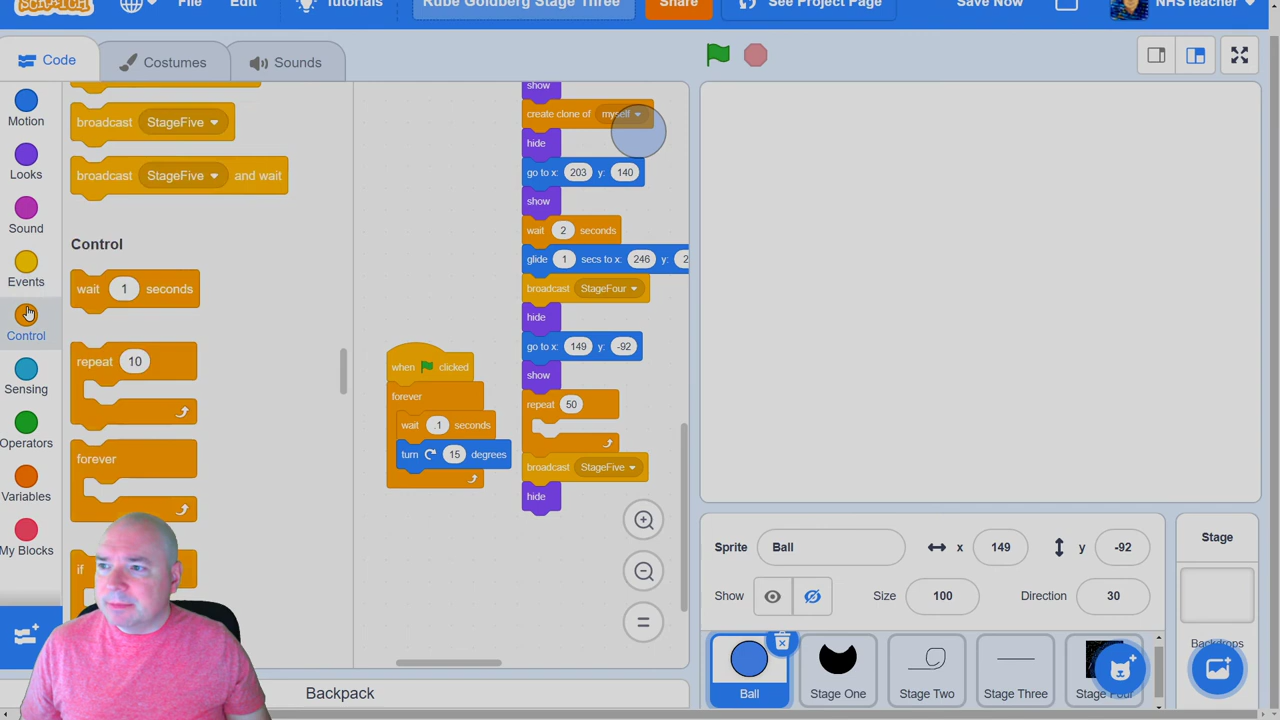 SCRATCH
File
Edit
Tutorials
Rube Goldberg Stage Three
Share
See Project Page
Save Now
NHSTeacher
Code
Costumes
Sounds
Motion
Looks
Sound
Events
Control
Sensing
Operators
Variables
My Blocks
broadcast StageFive
broadcast StageFive and wait
Control
wait 1 seconds
repeat 10
forever
if
when clicked
forever
wait .1 seconds
turn 15 degrees
show
create clone of myself
hide
go to x: 203 y: 140
show
wait 2 seconds
glide 1 secs to x: 246 y: 2
broadcast StageFour
hide
go to x: 149 y: -92
show
repeat 50
broadcast StageFive
hide
Backpack
Sprite Ball x 149 y -92
Show Size 100 Direction 30
Ball
Stage One
Stage Two
Stage Three
Stage Four
Stage
Backdrops